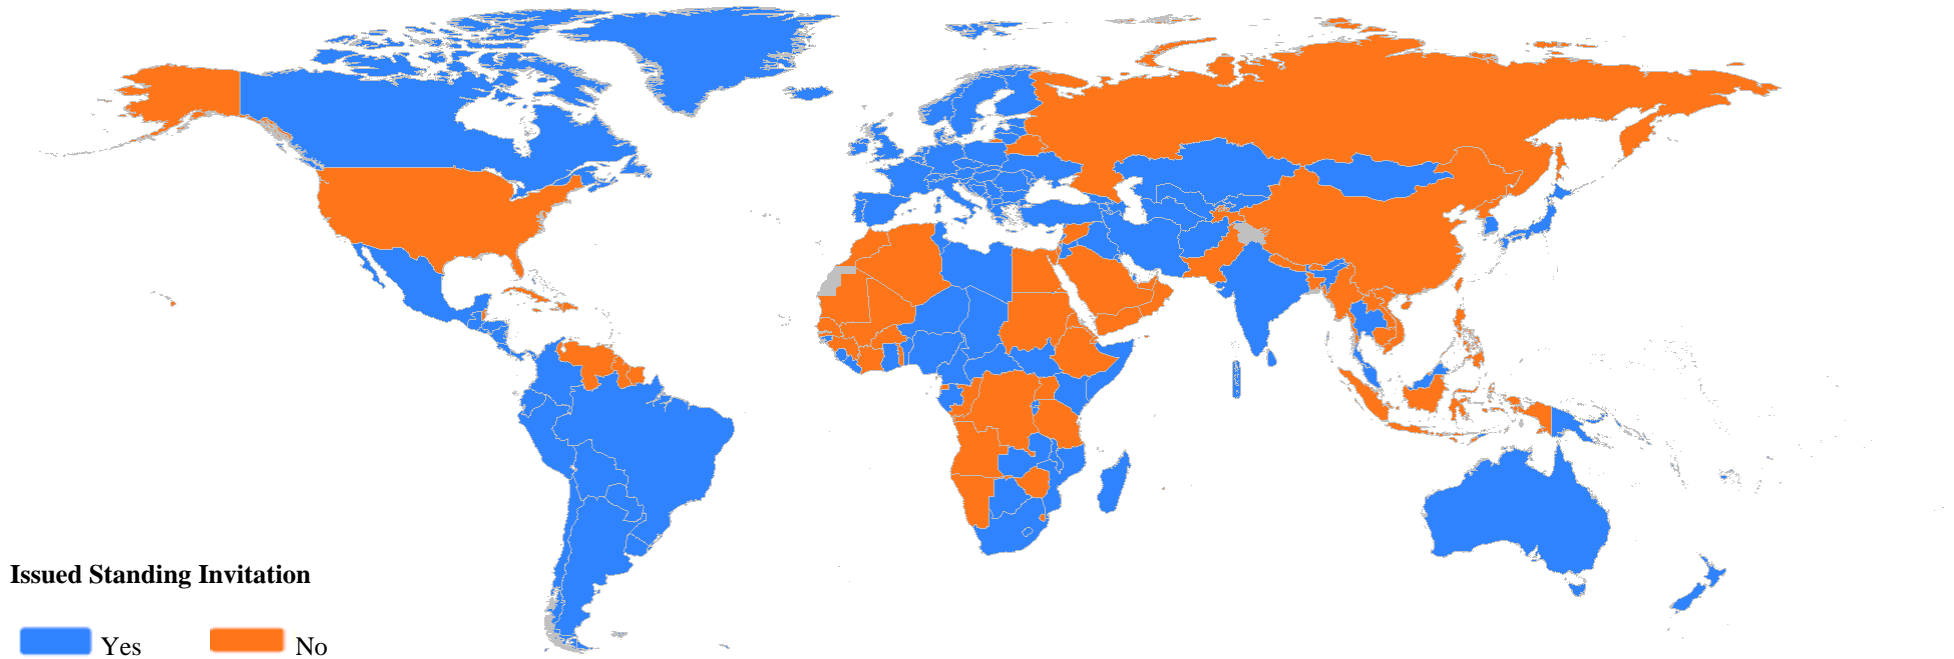 Issued Standing Invitation
Yes No